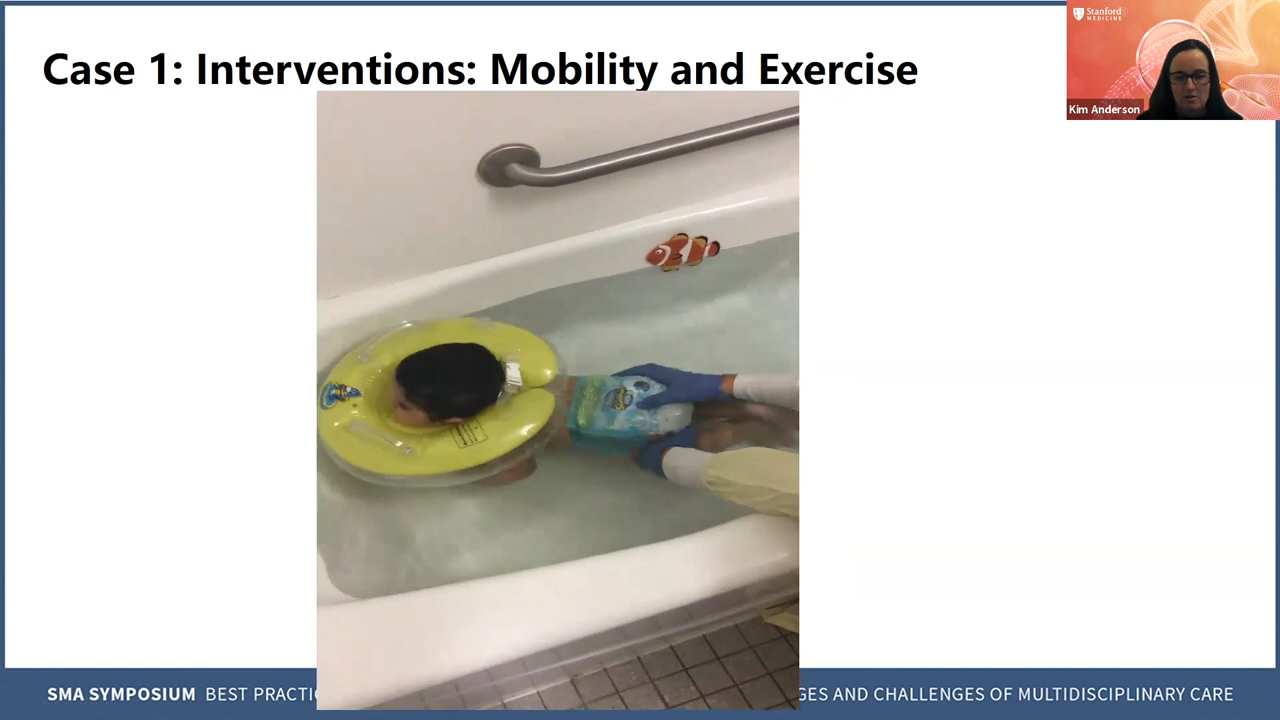 Stanford
MEDICINE
Case 1: Interventions: Mobility and Exercise
Kim Anderson
SMA SYMPOSIUM BEST PRACTIC
GES AND CHALLENGES OF MULTIDISCIPLINARY CARE